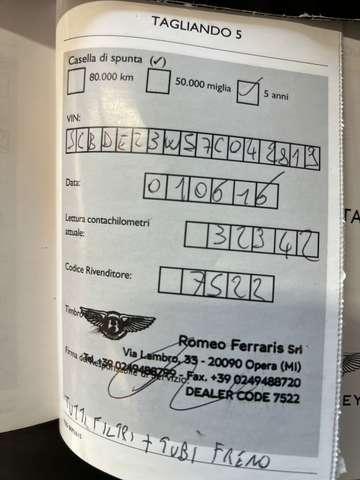 TAGLIANDO 5
Casella di spunta (✓)
80.000 km 50.000 miglia 5 anni
VIN:
SCBDE23W57C042819
Data: 010616
Lettura contachilometri
attuale: 32342
Codice Rivenditore: 7522
Timbro
Romeo Ferraris Srl
Via Lambro, 33 - 20090 Opera (MI)
Tel. +39 0249488799 - Fax. +39 0249488720
DEALER CODE 7522
TUTTI FILTRI + TUBI FRENO